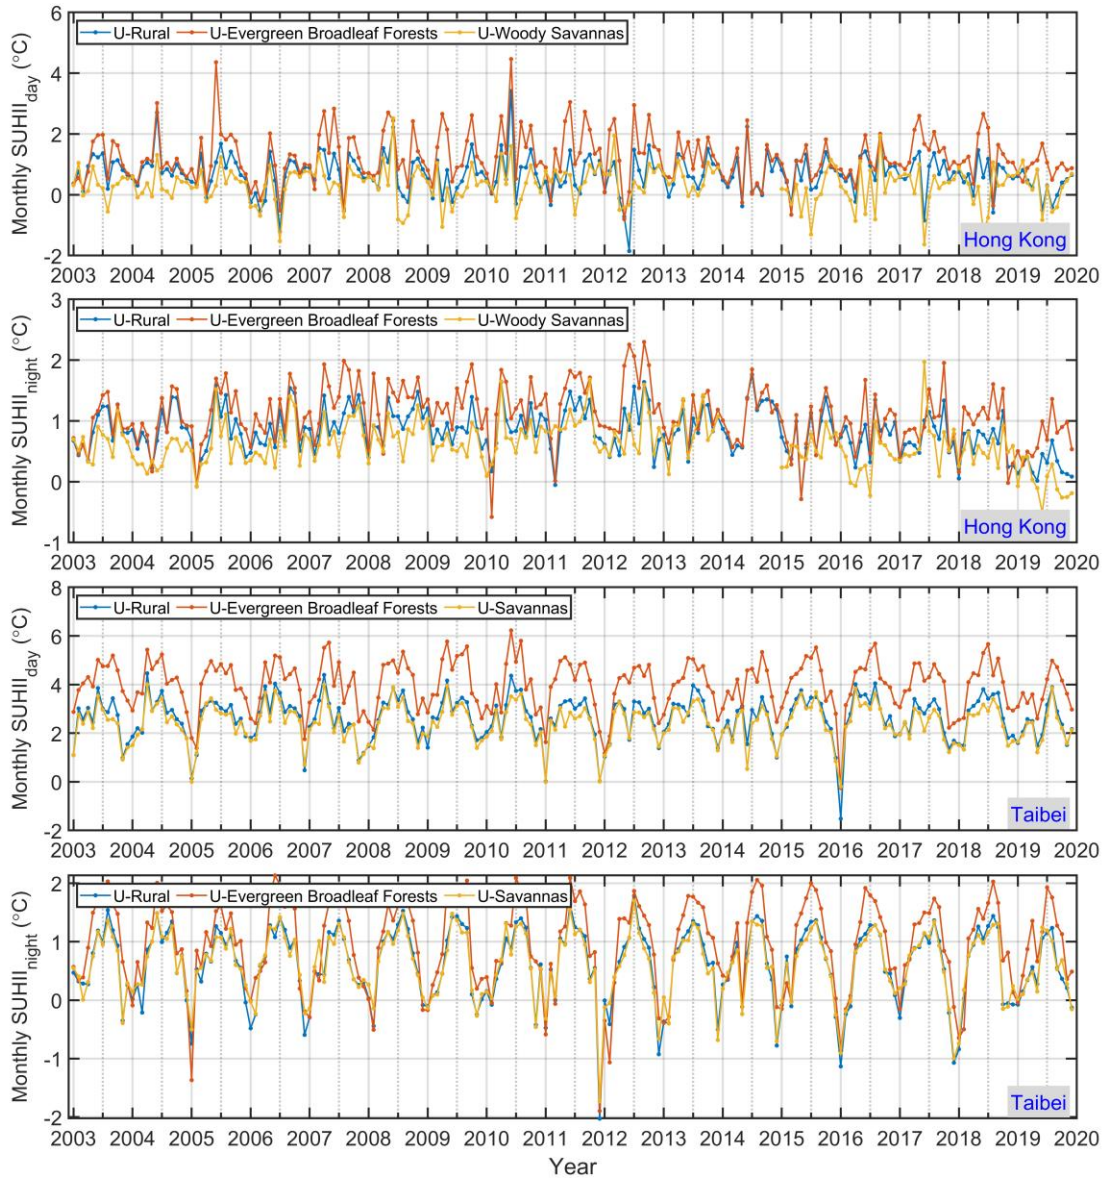 6
4
2
0
-2
Monthly SUHII_day (°C)
U-Rural U-Evergreen Broadleaf Forests U-Woody Savannas
Hong Kong
2003 2004 2005 2006 2007 2008 2009 2010 2011 2012 2013 2014 2015 2016 2017 2018 2019 2020
3
2
1
0
-1
Monthly SUHII_night (°C)
U-Rural U-Evergreen Broadleaf Forests U-Woody Savannas
Hong Kong
2003 2004 2005 2006 2007 2008 2009 2010 2011 2012 2013 2014 2015 2016 2017 2018 2019 2020
8
6
4
2
0
-2
Monthly SUHII_day (°C)
U-Rural U-Evergreen Broadleaf Forests U-Savannas
Taibei
2003 2004 2005 2006 2007 2008 2009 2010 2011 2012 2013 2014 2015 2016 2017 2018 2019 2020
2
1
0
-1
-2
Monthly SUHII_night (°C)
U-Rural U-Evergreen Broadleaf Forests U-Savannas
Taibei
2003 2004 2005 2006 2007 2008 2009 2010 2011 2012 2013 2014 2015 2016 2017 2018 2019 2020
Year